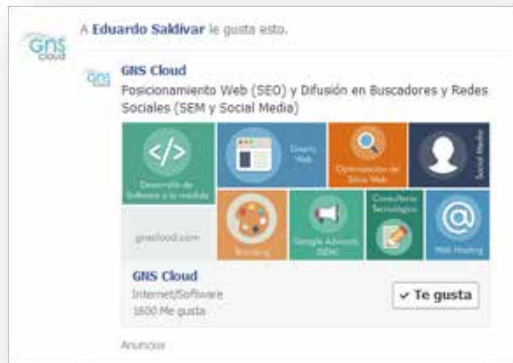 A Eduardo Saldivar le gusta esto.
GNS
cloud
GNS
cloud
GNS Cloud
Posicionamiento Web (SEO) y Difusión en Buscadores y Redes
Sociales (SEM y Social Media)
</>
Desarrollo de
Software a la medida
Diseño
Web
Optimización de
Sitios Web
Social Media
gnscloud.com
Branding
Google Adwords
(SEM)
Consultoría
Tecnológica
@
Web Hosting
GNS Cloud
Internet/Software
1600 Me gusta
✓ Te gusta
Anuncios